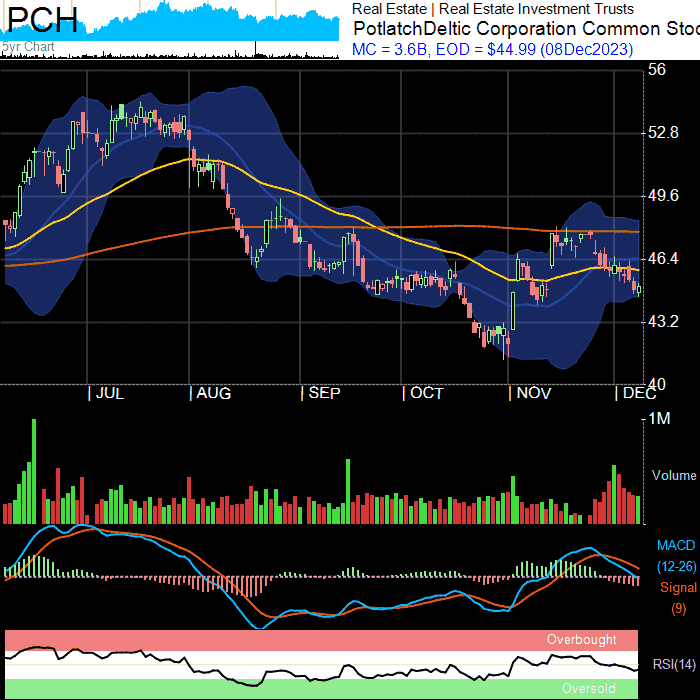 PCH
5yr Chart
Real Estate | Real Estate Investment Trusts
PotlatchDeltic Corporation Common Stoc
MC = 3.6B, EOD = $44.99 (08Dec2023)
56
52.8
49.6
46.4
43.2
40
JUL
AUG
SEP
OCT
NOV
DEC
1M
Volume
MACD
(12-26)
Signal
(9)
Overbought
RSI(14)
Oversold